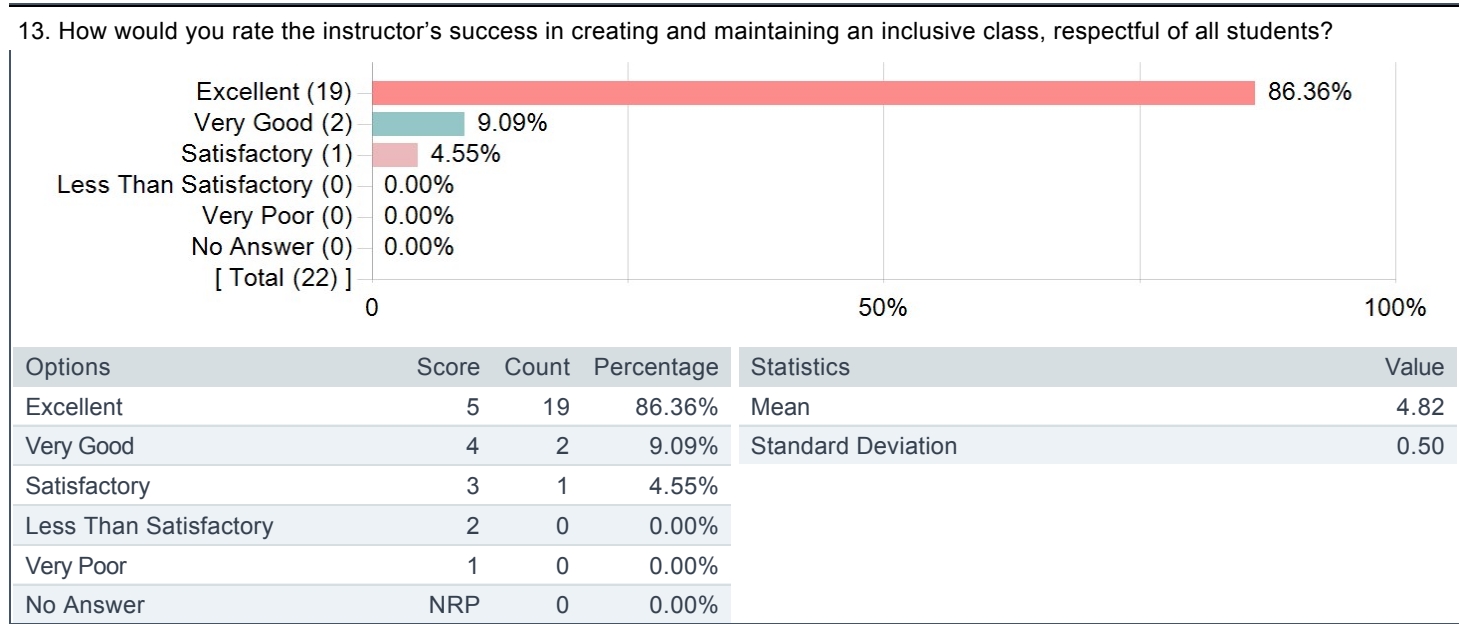 13. How would you rate the instructor’s success in creating and maintaining an inclusive class, respectful of all students?
Excellent (19) 86.36%
Very Good (2) 9.09%
Satisfactory (1) 4.55%
Less Than Satisfactory (0) 0.00%
Very Poor (0) 0.00%
No Answer (0) 0.00%
[ Total (22) ]
0 50% 100%
Options Score Count Percentage
Excellent 5 19 86.36%
Very Good 4 2 9.09%
Satisfactory 3 1 4.55%
Less Than Satisfactory 2 0 0.00%
Very Poor 1 0 0.00%
No Answer NRP 0 0.00%
Statistics Value
Mean 4.82
Standard Deviation 0.50